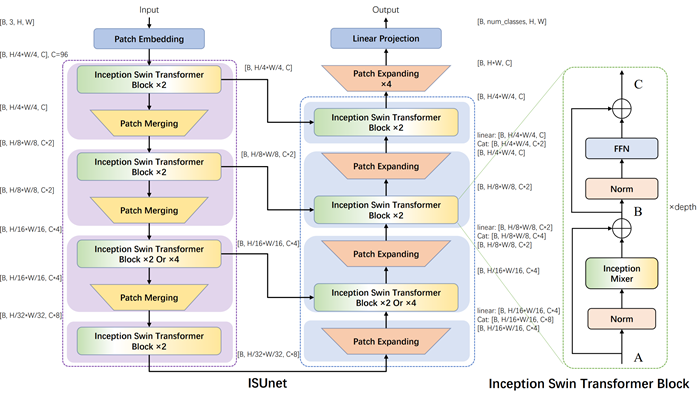 Input
[B, 3, H, W]
Patch Embedding
[B, H/4*W/4, C], C=96
Inception Swin Transformer
Block ×2
[B, H/4*W/4, C]
[B, H/4*W/4, C]
Patch Merging
[B, H/8*W/8, C*2]
Inception Swin Transformer
Block ×2
[B, H/8*W/8, C*2]
[B, H/8*W/8, C*2]
Patch Merging
[B, H/16*W/16, C*4]
Inception Swin Transformer
Block ×2 Or ×4
[B, H/16*W/16, C*4]
[B, H/16*W/16, C*4]
Patch Merging
[B, H/32*W/32, C*8]
Inception Swin Transformer
Block ×2
[B, H/32*W/32, C*8]
Output
[B, num_classes, H, W]
Linear Projection
[B, H*W, C]
Patch Expanding
×4
[B, H/4*W/4, C]
Inception Swin Transformer
Block ×2
linear: [B, H/4*W/4, C]
Cat: [B, H/4*W/4, C*2]
[B, H/4*W/4, C]
Patch Expanding
[B, H/8*W/8, C*2]
Inception Swin Transformer
Block ×2
linear: [B, H/8*W/8, C*2]
Cat: [B, H/8*W/8, C*4]
[B, H/8*W/8, C*2]
Patch Expanding
[B, H/16*W/16, C*4]
Inception Swin Transformer
Block ×2 Or ×4
linear: [B, H/16*W/16, C*4]
Cat: [B, H/16*W/16, C*8]
[B, H/16*W/16, C*4]
Patch Expanding
ISUnet
C
FFN
Norm
B
×depth
Inception
Mixer
Norm
A
Inception Swin Transformer Block